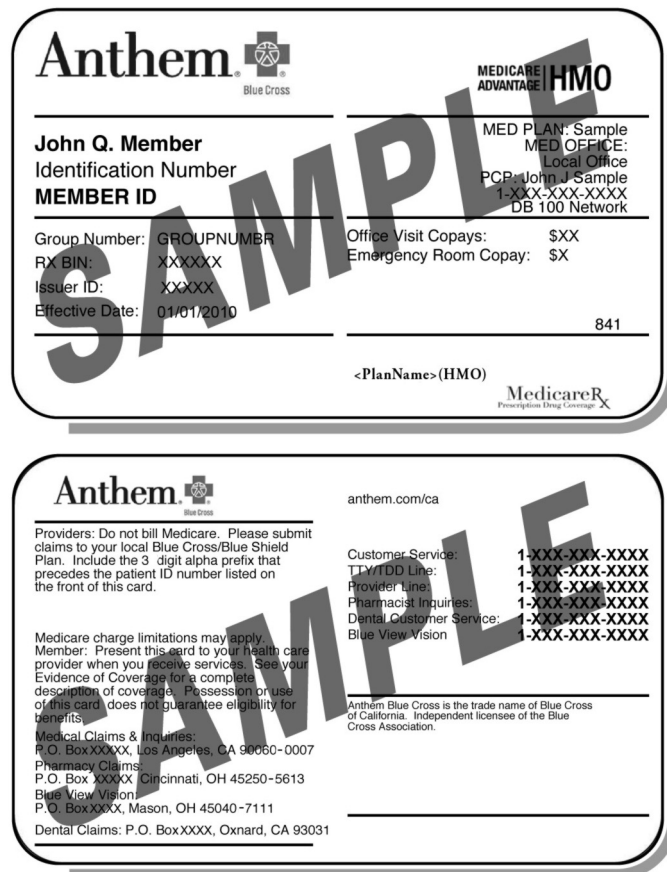 Anthem
Blue Cross
MEDICARE ADVANTAGE | HMO
John Q. Member
Identification Number
MEMBER ID
MED PLAN: Sample
MED OFFICE:
Local Office
PCP: John J Sample
1-XXX-XXX-XXXX
DB 100 Network
Group Number: GROUPNUMBR
RX BIN: XXXXXX
Issuer ID: XXXXX
Effective Date: 01/01/2010
Office Visit Copays: $XX
Emergency Room Copay: $X
841
<PlanName>(HMO)
MedicareRx
Prescription Drug Coverage
SAMPLE
Anthem
Blue Cross
Providers: Do not bill Medicare. Please submit
claims to your local Blue Cross/Blue Shield
Plan. Include the 3 digit alpha prefix that
precedes the patient ID number listed on
the front of this card.
Medicare charge limitations may apply.
Member: Present this card to your health care
provider when you receive services. See your
Evidence of Coverage for a complete
description of coverage. Possession or use
of this card does not guarantee eligibility for
benefits.
Medical Claims & Inquiries:
P.O. Box XXXXX, Los Angeles, CA 90060-0007
Pharmacy Claims:
P.O. Box XXXXX Cincinnati, OH 45250-5613
Blue View Vision:
P.O. Box XXXX, Mason, OH 45040-7111
Dental Claims: P.O. Box XXXX, Oxnard, CA 93031
anthem.com/ca
Customer Service: 1-XXX-XXX-XXXX
TTY/TDD Line: 1-XXX-XXX-XXXX
Provider Line: 1-XXX-XXX-XXXX
Pharmacist Inquiries: 1-XXX-XXX-XXXX
Dental Customer Service: 1-XXX-XXX-XXXX
Blue View Vision 1-XXX-XXX-XXXX
Anthem Blue Cross is the trade name of Blue Cross
of California. Independent licensee of the Blue
Cross Association.
SAMPLE